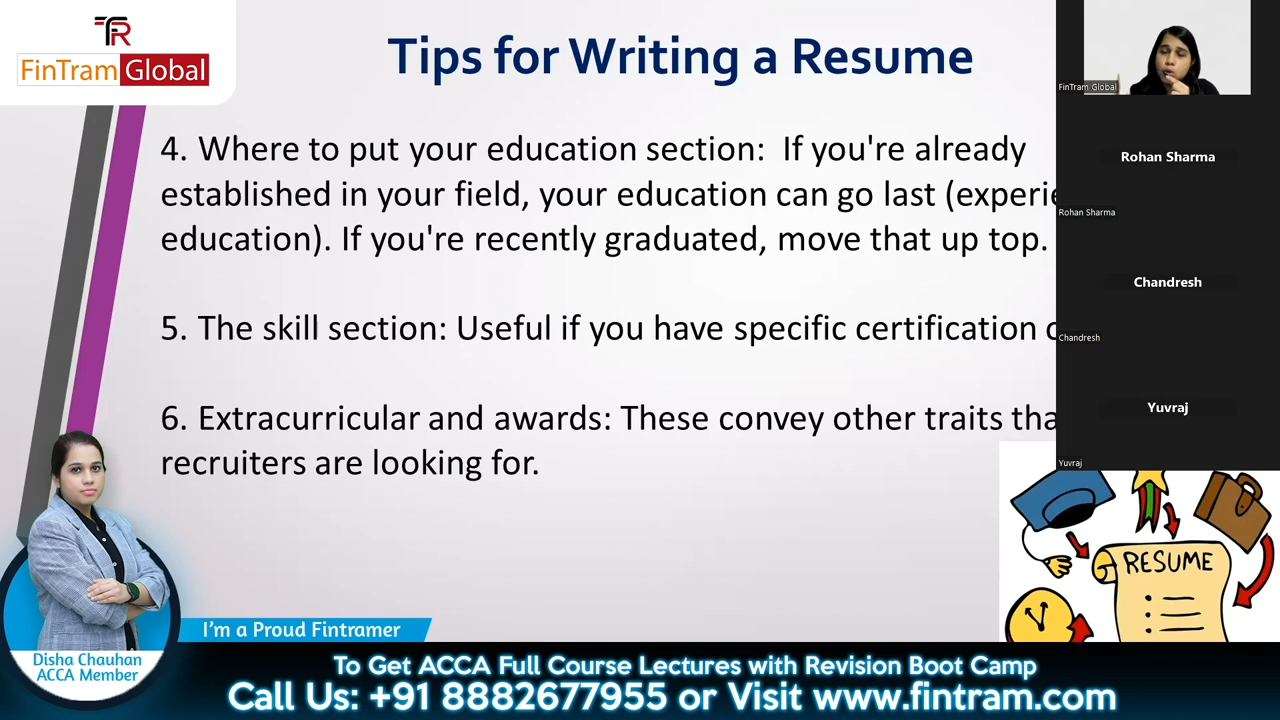 TR
FinTram Global
Tips for Writing a Resume
4. Where to put your education section: If you're already
established in your field, your education can go last (experie
education). If you're recently graduated, move that up top.
5. The skill section: Useful if you have specific certification
6. Extracurricular and awards: These convey other traits tha
recruiters are looking for.
FinTram Global
Rohan Sharma
Rohan Sharma
Chandresh
Chandresh
Yuvraj
Yuvraj
RESUME
I'm a Proud Fintramer
Disha Chauhan
ACCA Member
To Get ACCA Full Course Lectures with Revision Boot Camp
Call Us: +91 8882677955 or Visit www.fintram.com